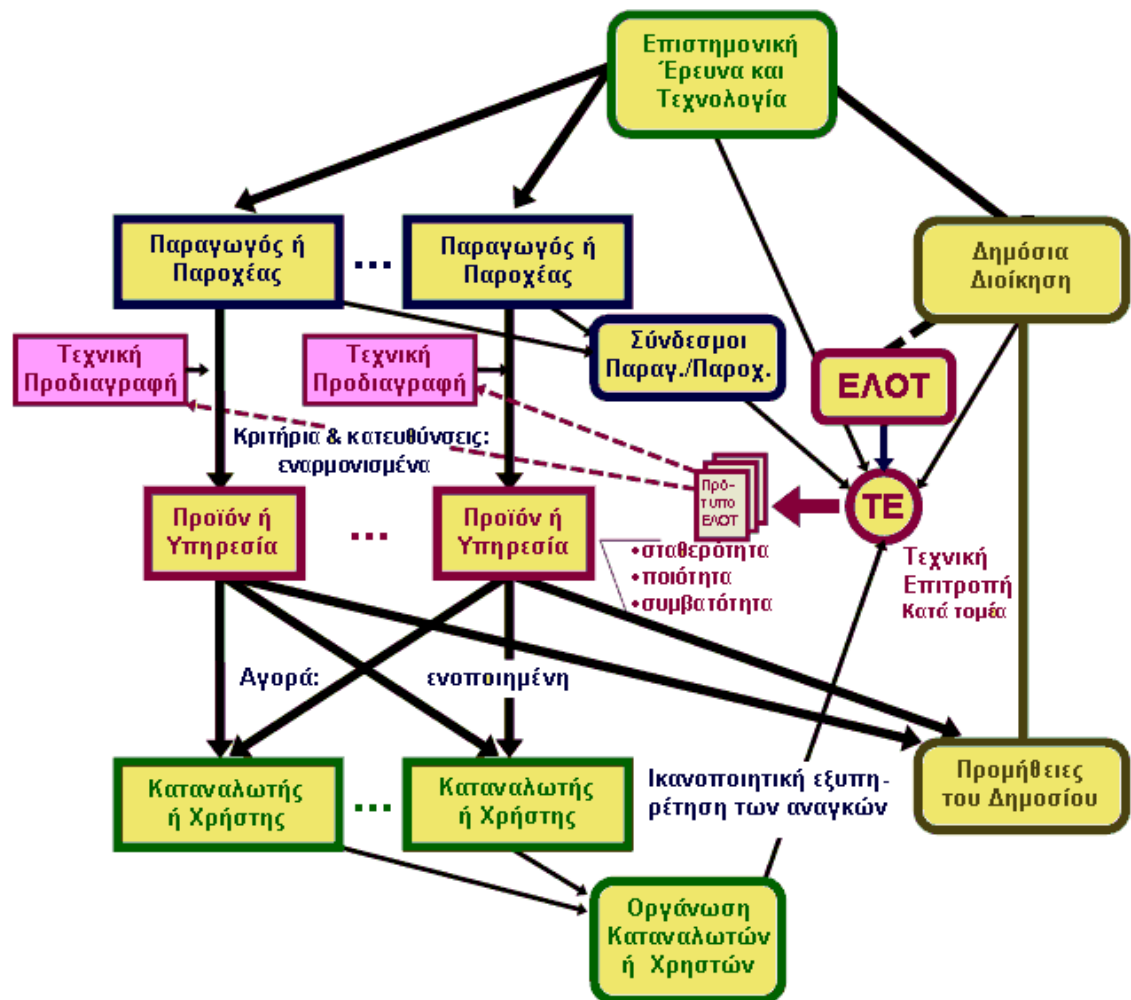 Επιστημονική
Έρευνα και
Τεχνολογία
Παραγωγός ή
Παροχέας
...
Παραγωγός ή
Παροχέας
Δημόσια
Διοίκηση
Σύνδεσμοι
Παραγ./Παροχ.
Τεχνική
Προδιαγραφή
Τεχνική
Προδιαγραφή
ΕΛΟΤ
Κριτήρια & κατευθύνσεις:
εναρμονισμένα
Πρό-
τυπο
ΕΛΟΤ
ΤΕ
Προϊόν ή
Υπηρεσία
...
Προϊόν ή
Υπηρεσία
•σταθερότητα
•ποιότητα
•συμβατότητα
Τεχνική
Επιτροπή
Κατά τομέα
Αγορά:
ενοποιημένη
Καταναλωτής
ή Χρήστης
...
Καταναλωτής
ή Χρήστης
Ικανοποιητική εξυπη-
ρέτηση των αναγκών
Προμήθειες
του Δημοσίου
Οργάνωση
Καταναλωτών
ή Χρηστών